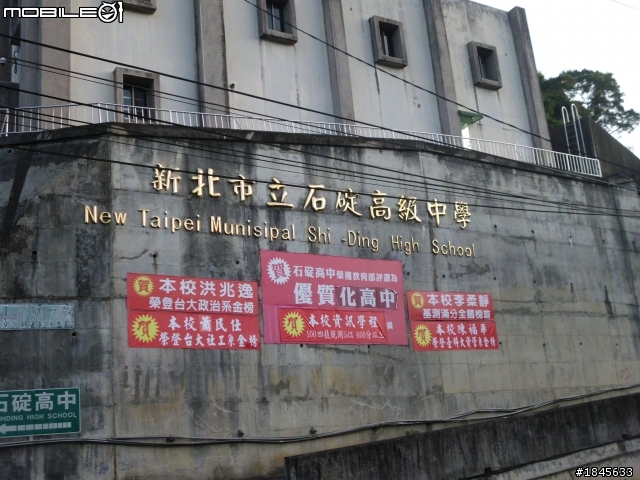 MOBILE01
新北市立石碇高級中學
New Taipei Munisipal Shi -Ding High School
賀
本校洪兆逸
榮登台大政治系金榜
賀
本校蕭民仕
榮登台大社工系金榜
賀
石碇高中榮獲教育部評選為
優質化高中
賀
本校資訊學程
賀
本校李柔靜
基測滿分全國榜首
賀
本校陳福華
石碇高中
SHIHDING HIGH SCHOOL
#1845633